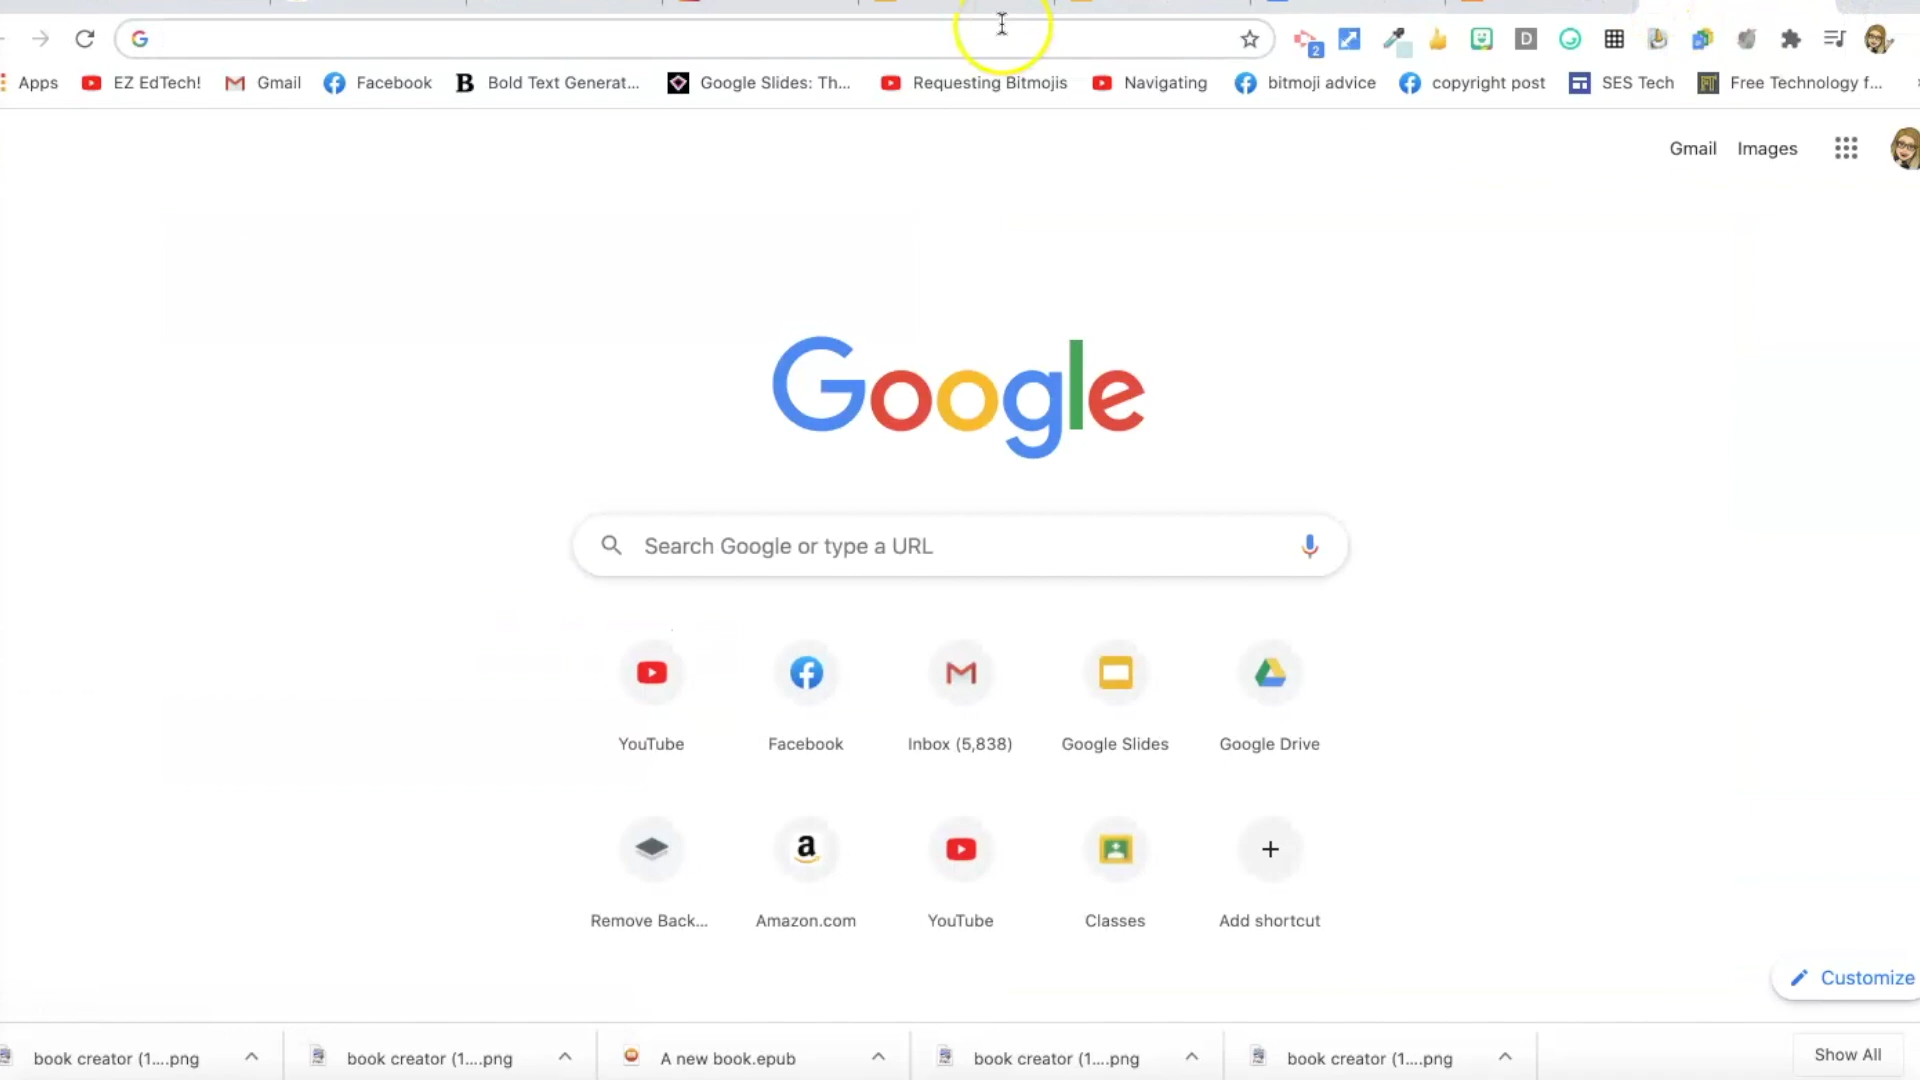 2
D
Apps EZ EdTech! Gmail Facebook B Bold Text Generat... Google Slides: Th... Requesting Bitmojis Navigating bitmoji advice copyright post SES Tech FT Free Technology f...
Gmail Images
Google
Search Google or type a URL
YouTube Facebook Inbox (5,838) Google Slides Google Drive
a
Remove Back... Amazon.com YouTube Classes Add shortcut
Customize
book creator (1....png book creator (1....png A new book.epub book creator (1....png book creator (1....png Show All